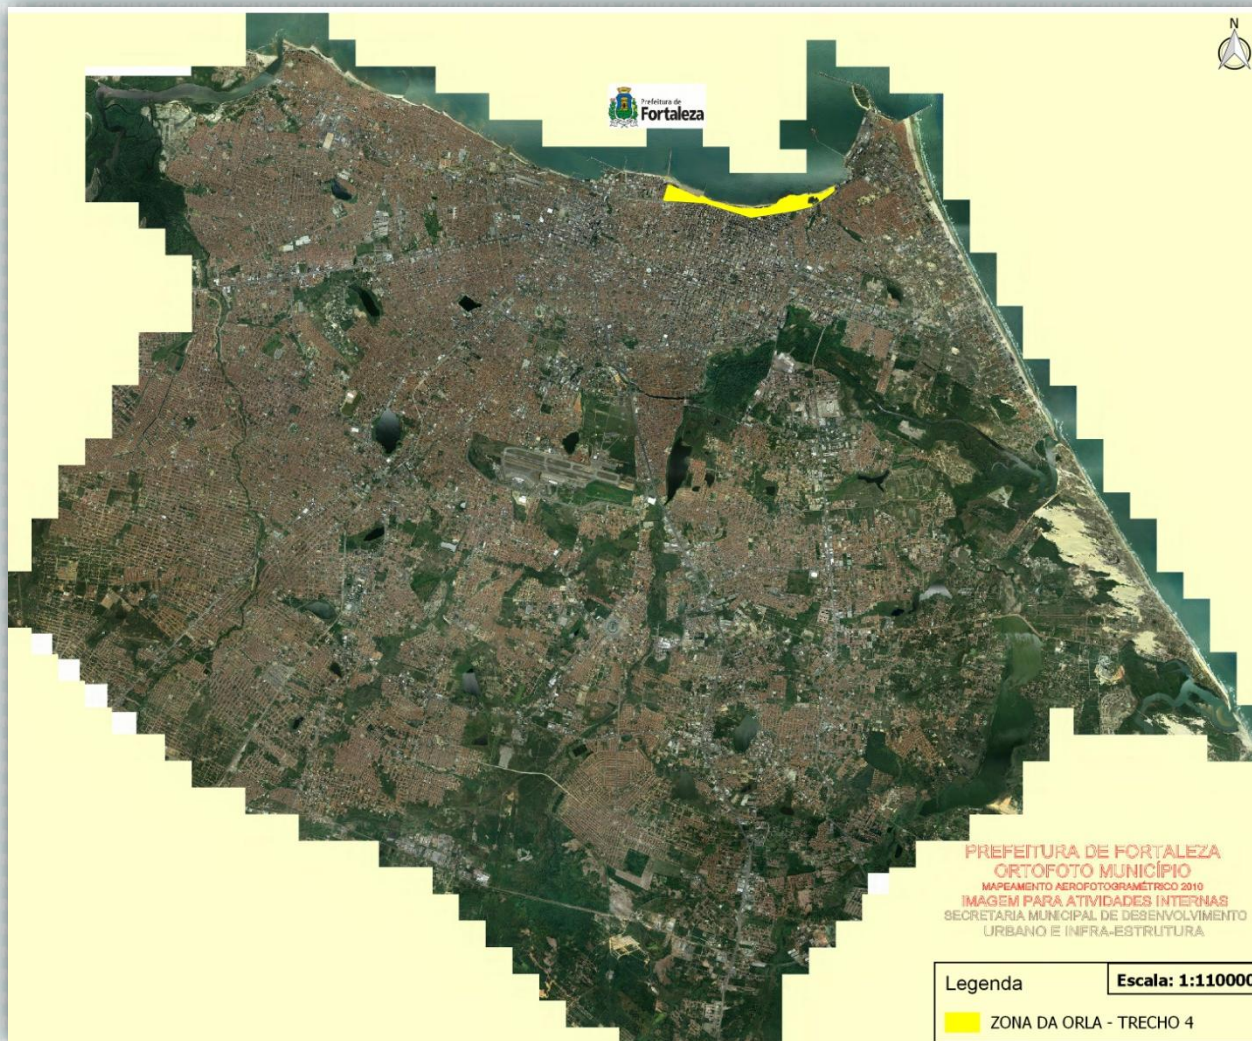 N
Prefeitura de
Fortaleza
PREFEITURA DE FORTALEZA
ORTOFOTO MUNICÍPIO
MAPEAMENTO AEROFOTOGRAMÉTRICO 2010
IMAGEM PARA ATIVIDADES INTERNAS
SECRETARIA MUNICIPAL DE DESENVOLVIMENTO
URBANO E INFRA-ESTRUTURA
Legenda
Escala: 1:110000
ZONA DA ORLA - TRECHO 4